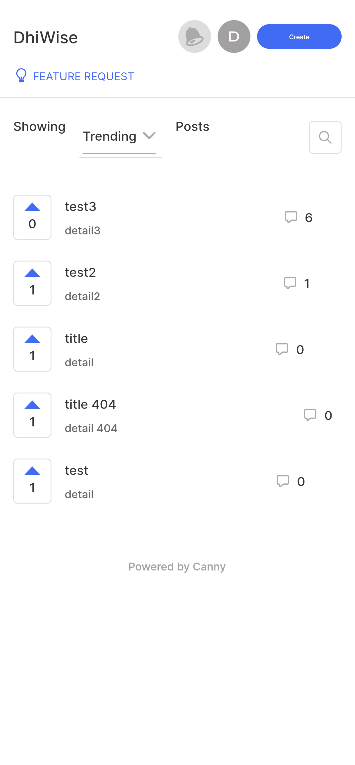 DhiWise
D
Create
FEATURE REQUEST
Showing
Trending
Posts
0
test3
detail3
6
1
test2
detail2
1
1
title
detail
0
1
title 404
detail 404
0
1
test
detail
0
Powered by Canny